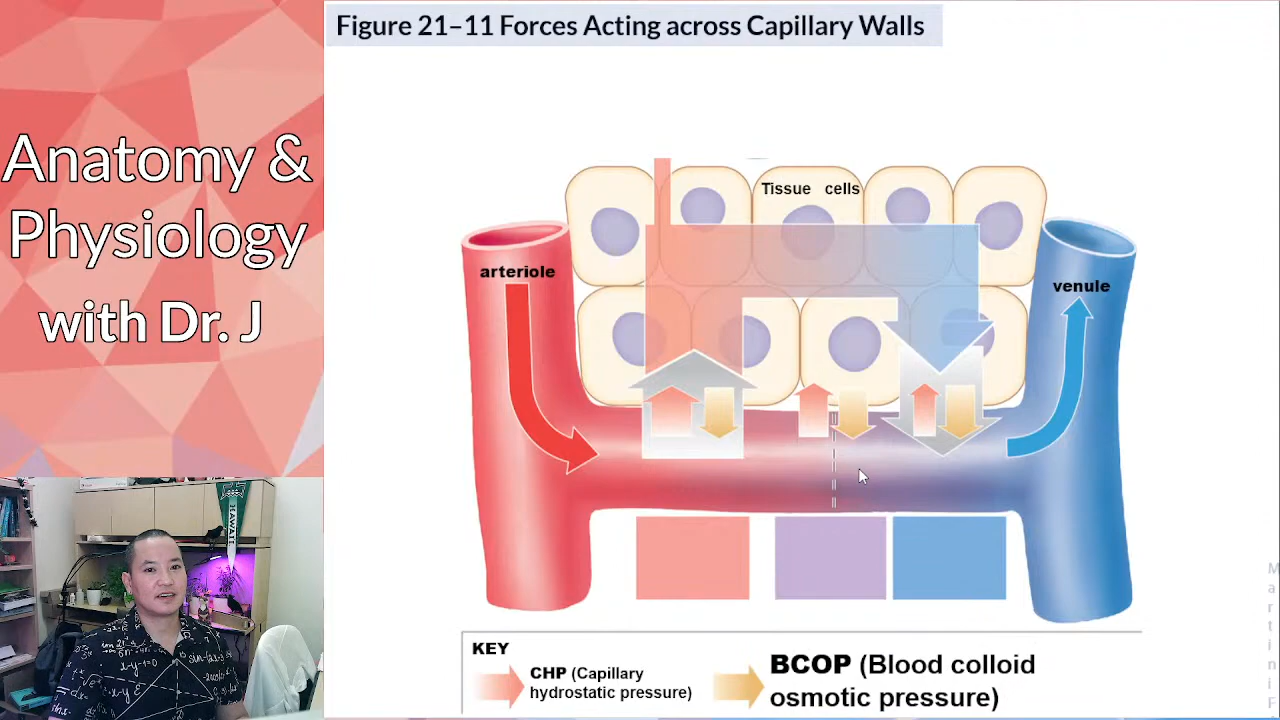 Figure 21–11 Forces Acting across Capillary Walls
Anatomy &
Physiology
with Dr. J
Tissue cells
arteriole
venule
HAWAII
KEY
CHP (Capillary
hydrostatic pressure)
BCOP (Blood colloid
osmotic pressure)